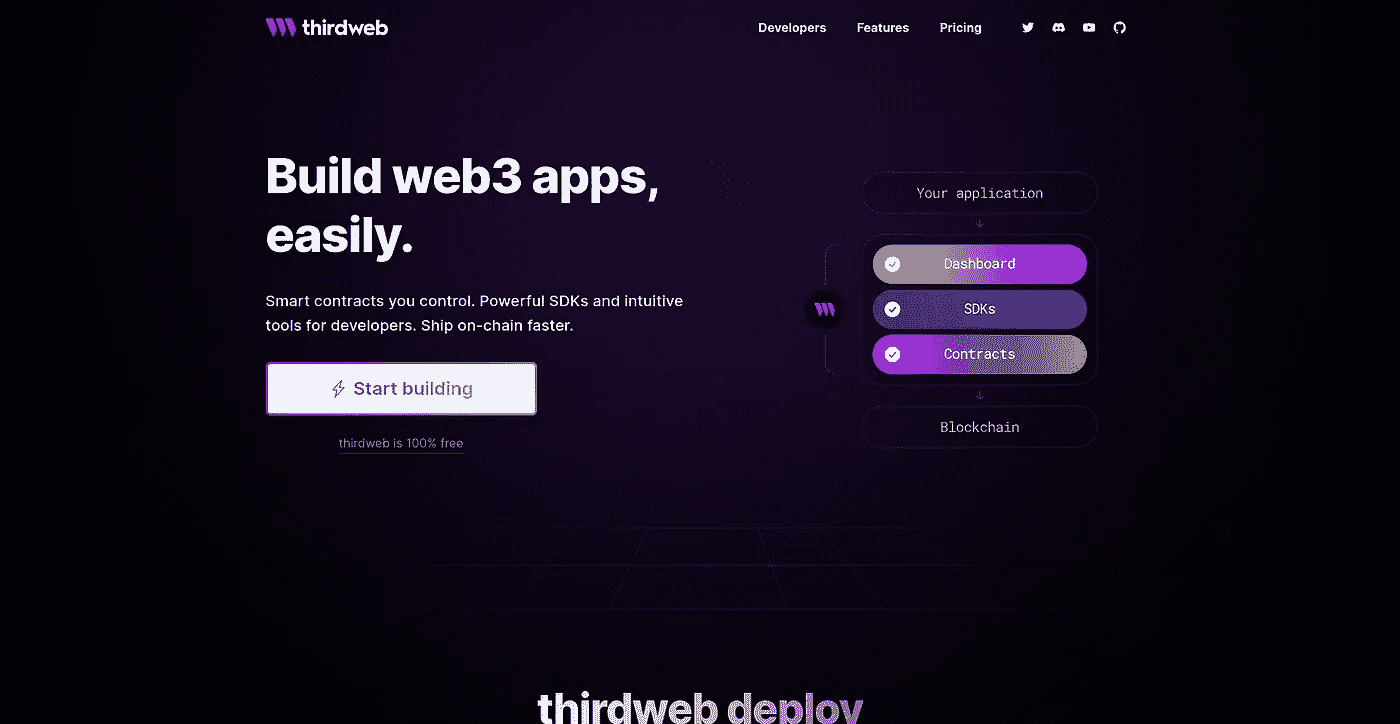 thirdweb
Developers Features Pricing
Build web3 apps,
easily.
Smart contracts you control. Powerful SDKs and intuitive
tools for developers. Ship on-chain faster.
Start building
thirdweb is 100% free
Your application
Dashboard
SDKs
Contracts
Blockchain
thirdweb deploy